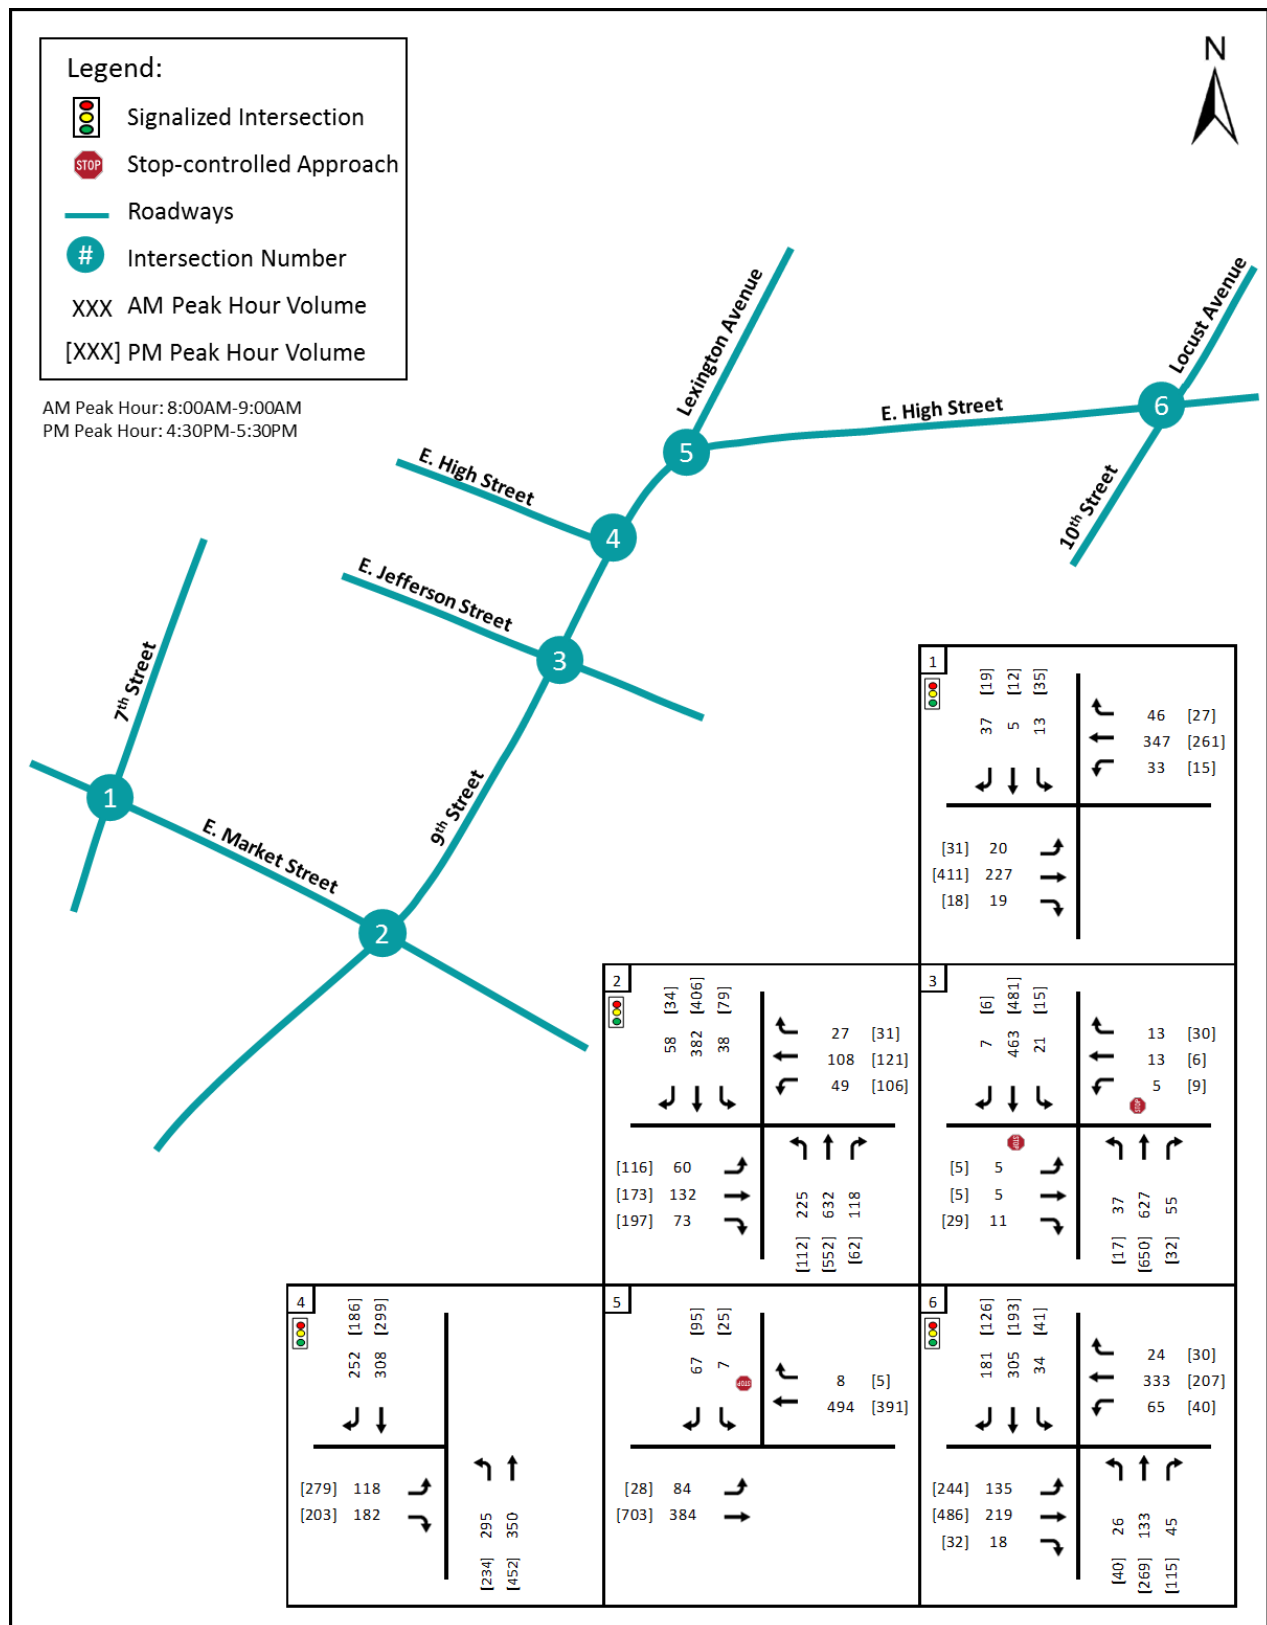 N
Legend:
Signalized Intersection
STOP Stop-controlled Approach
Roadways
# Intersection Number
XXX AM Peak Hour Volume
[XXX] PM Peak Hour Volume
AM Peak Hour: 8:00AM-9:00AM
PM Peak Hour: 4:30PM-5:30PM
Lexington Avenue
Locust Avenue
E. High Street
6
5
E. High Street
4
10th Street
E. Jefferson Street
3
7th Street
1
9th Street
E. Market Street
2
1
[19] [12] [35]
37 5 13
46 [27]
347 [261]
33 [15]
[31] 20
[411] 227
[18] 19
2
[34] [406] [79]
58 382 38
27 [31]
108 [121]
49 [106]
[116] 60
[173] 132
[197] 73
225 632 118
[112] [552] [62]
3
[6] [481] [15]
7 463 21
13 [30]
13 [6]
5 [9]
STOP
STOP
[5] 5
[5] 5
[29] 11
37 627 55
[17] [650] [32]
4
[186] [299]
252 308
[279] 118
[203] 182
295 350
[234] [452]
5
[95] [25]
67 7
STOP
8 [5]
494 [391]
[28] 84
[703] 384
6
[126] [193] [41]
181 305 34
24 [30]
333 [207]
65 [40]
[244] 135
[486] 219
[32] 18
26 133 45
[40] [269] [115]